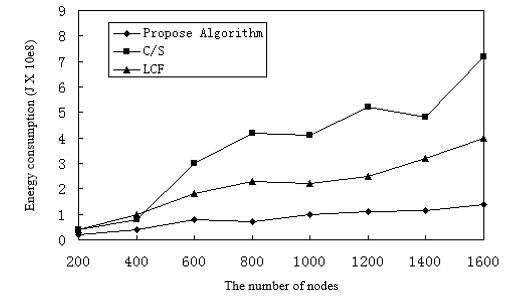 9
8
7
6
5
4
3
2
1
0
Energy consumption (J X 10e8)
Propose Algorithm
C/S
LCF
200 400 600 800 1000 1200 1400 1600
The number of nodes